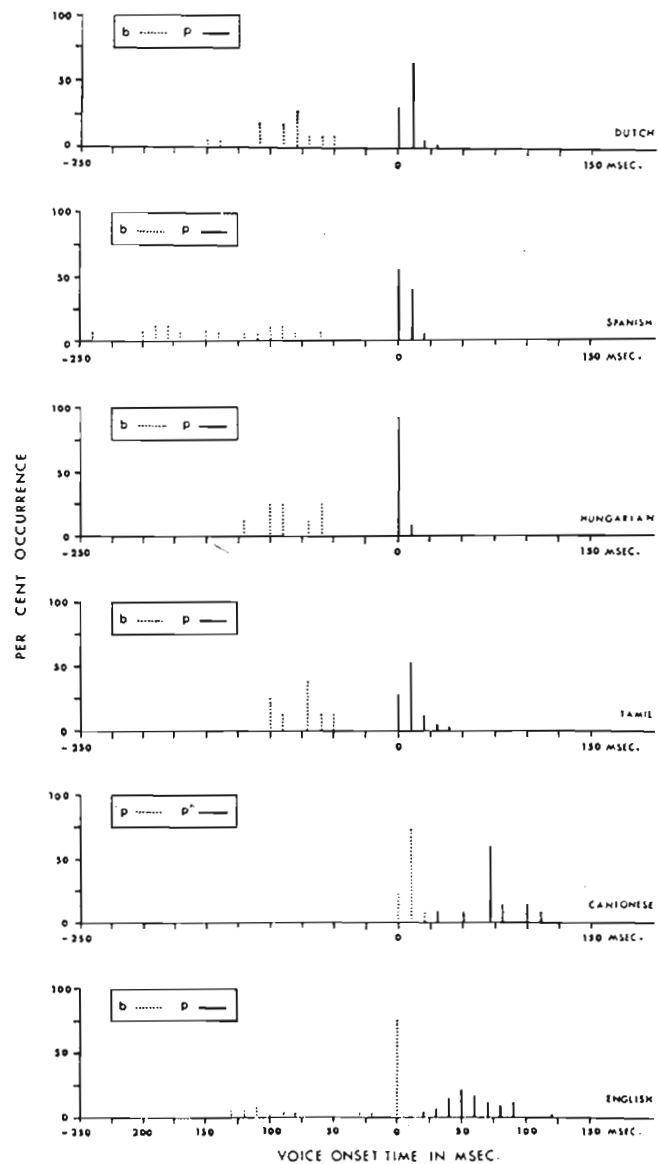 PER CENT OCCURRENCE
100
b p
50
0
-250 0 150 MSEC.
DUTCH
100
b p
50
0
-250 0 150 MSEC.
SPANISH
100
b p
50
0
-250 0 150 MSEC.
HUNGARIAN
100
b p
50
0
-250 0 150 MSEC.
TAMIL
100
p pʰ
50
0
-250 0 150 MSEC.
CANTONESE
100
b p
50
0
-250 200 150 100 50 0 50 100 150 MSEC.
ENGLISH
VOICE ONSET TIME IN MSEC.